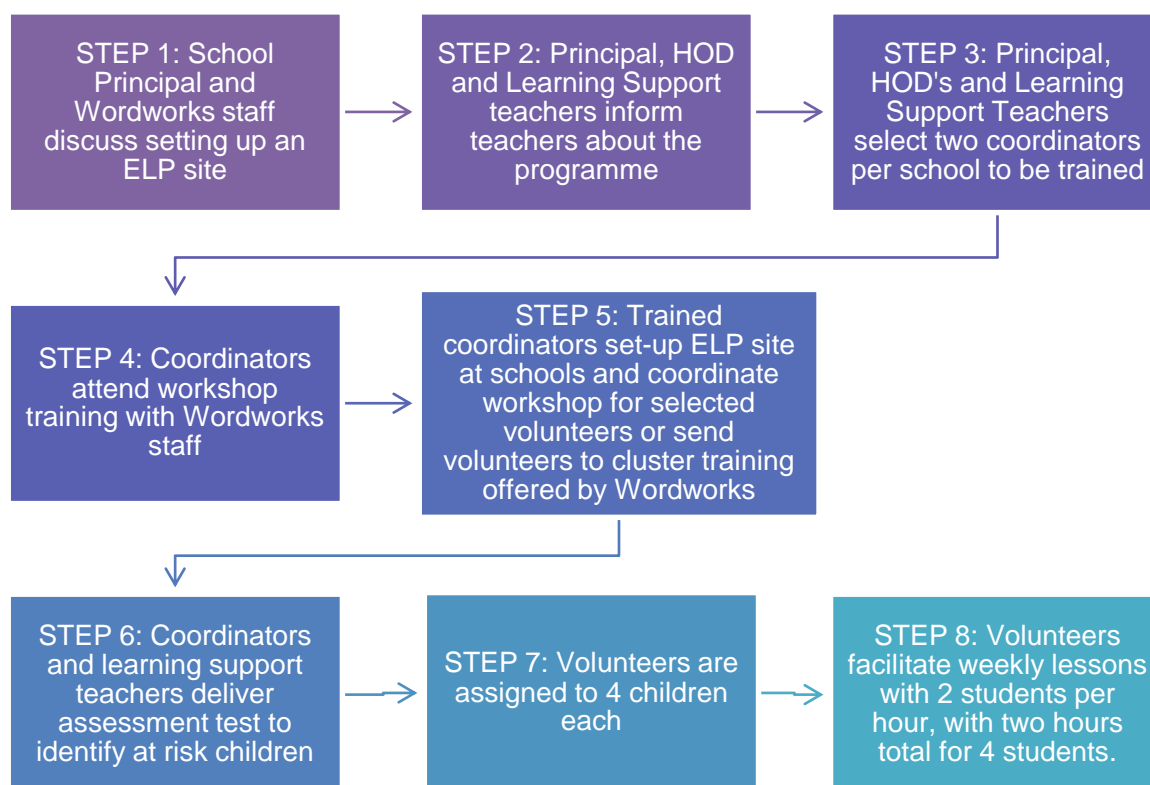 STEP 1: School
Principal and
Wordworks staff
discuss setting up an
ELP site
STEP 2: Principal, HOD
and Learning Support
teachers inform
teachers about the
programme
STEP 3: Principal,
HOD's and Learning
Support Teachers
select two coordinators
per school to be trained
STEP 4: Coordinators
attend workshop
training with Wordworks
staff
STEP 5: Trained
coordinators set-up ELP site
at schools and coordinate
workshop for selected
volunteers or send
volunteers to cluster training
offered by Wordworks
STEP 6: Coordinators
and learning support
teachers deliver
assessment test to
identify at risk children
STEP 7: Volunteers are
assigned to 4 children
each
STEP 8: Volunteers
facilitate weekly lessons
with 2 students per
hour, with two hours
total for 4 students.